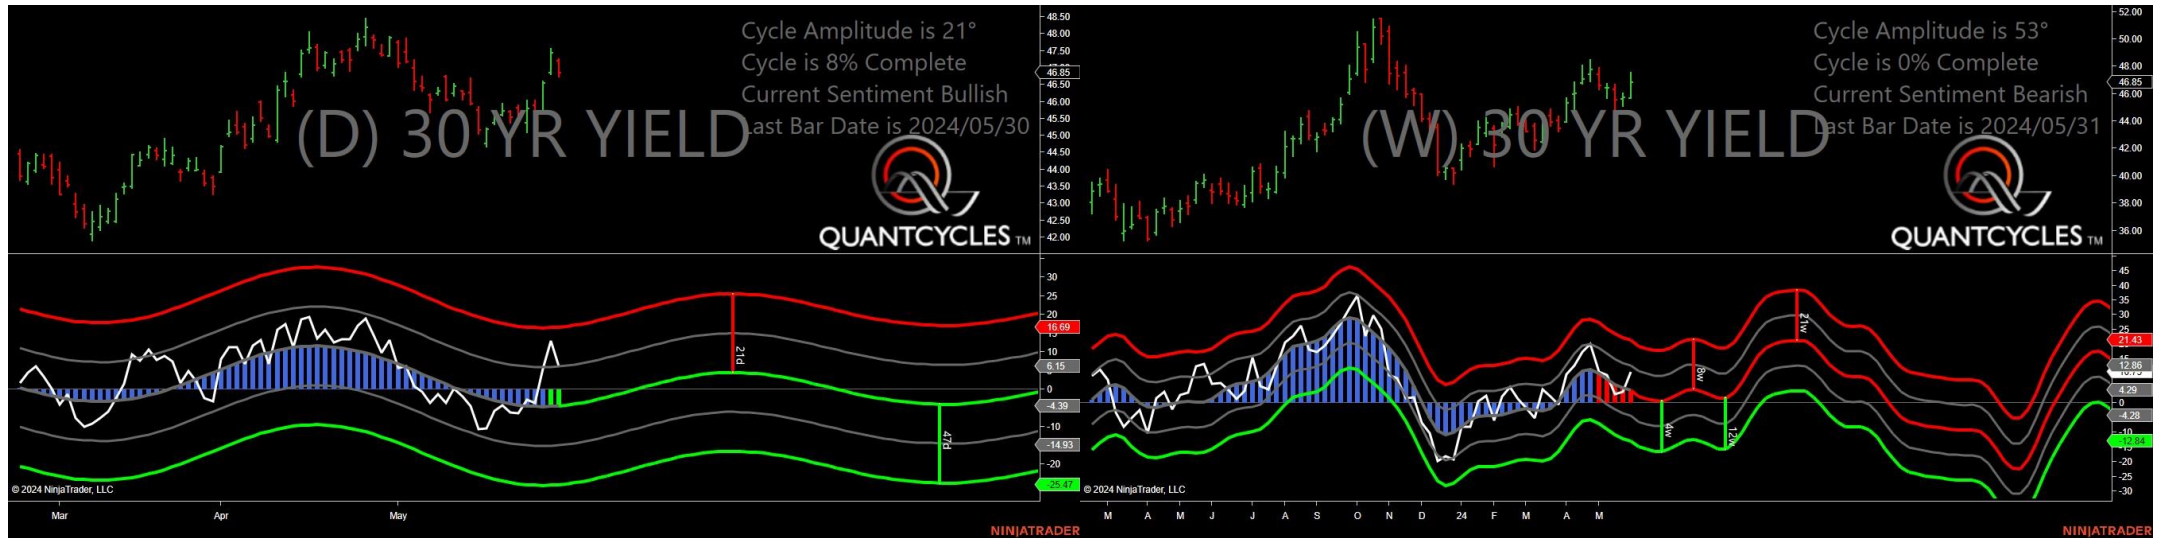 Cycle Amplitude is 21°
Cycle is 8% Complete
Current Sentiment Bullish
Last Bar Date is 2024/05/30
(D) 30 YR YIELD
QUANTCYCLES TM
48.50
48.00
47.50
46.85
46.50
46.00
45.50
45.00
44.50
44.00
43.50
43.00
42.50
42.00
30
25
20
16.69
10
6.15
0
-4.39
-10
-14.93
-20
-25.47
21d
47d
© 2024 NinjaTrader, LLC
Mar
Apr
May
NINJATRADER
Cycle Amplitude is 53°
Cycle is 0% Complete
Current Sentiment Bearish
Last Bar Date is 2024/05/31
(W) 30 YR YIELD
QUANTCYCLES TM
52.00
50.00
48.00
46.85
46.00
44.00
42.00
40.00
38.00
36.00
45
40
35
30
25
21.43
12.86
4.29
0
-4.28
-12.84
-20
-25
-30
21w
8w
4w
12w
© 2024 NinjaTrader, LLC
M A M J J A S O N D 24 F M A M
NINJATRADER